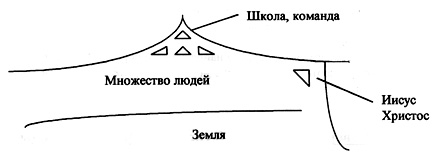 Школа, команда
Множество людей
Иисус
Христос
Земля